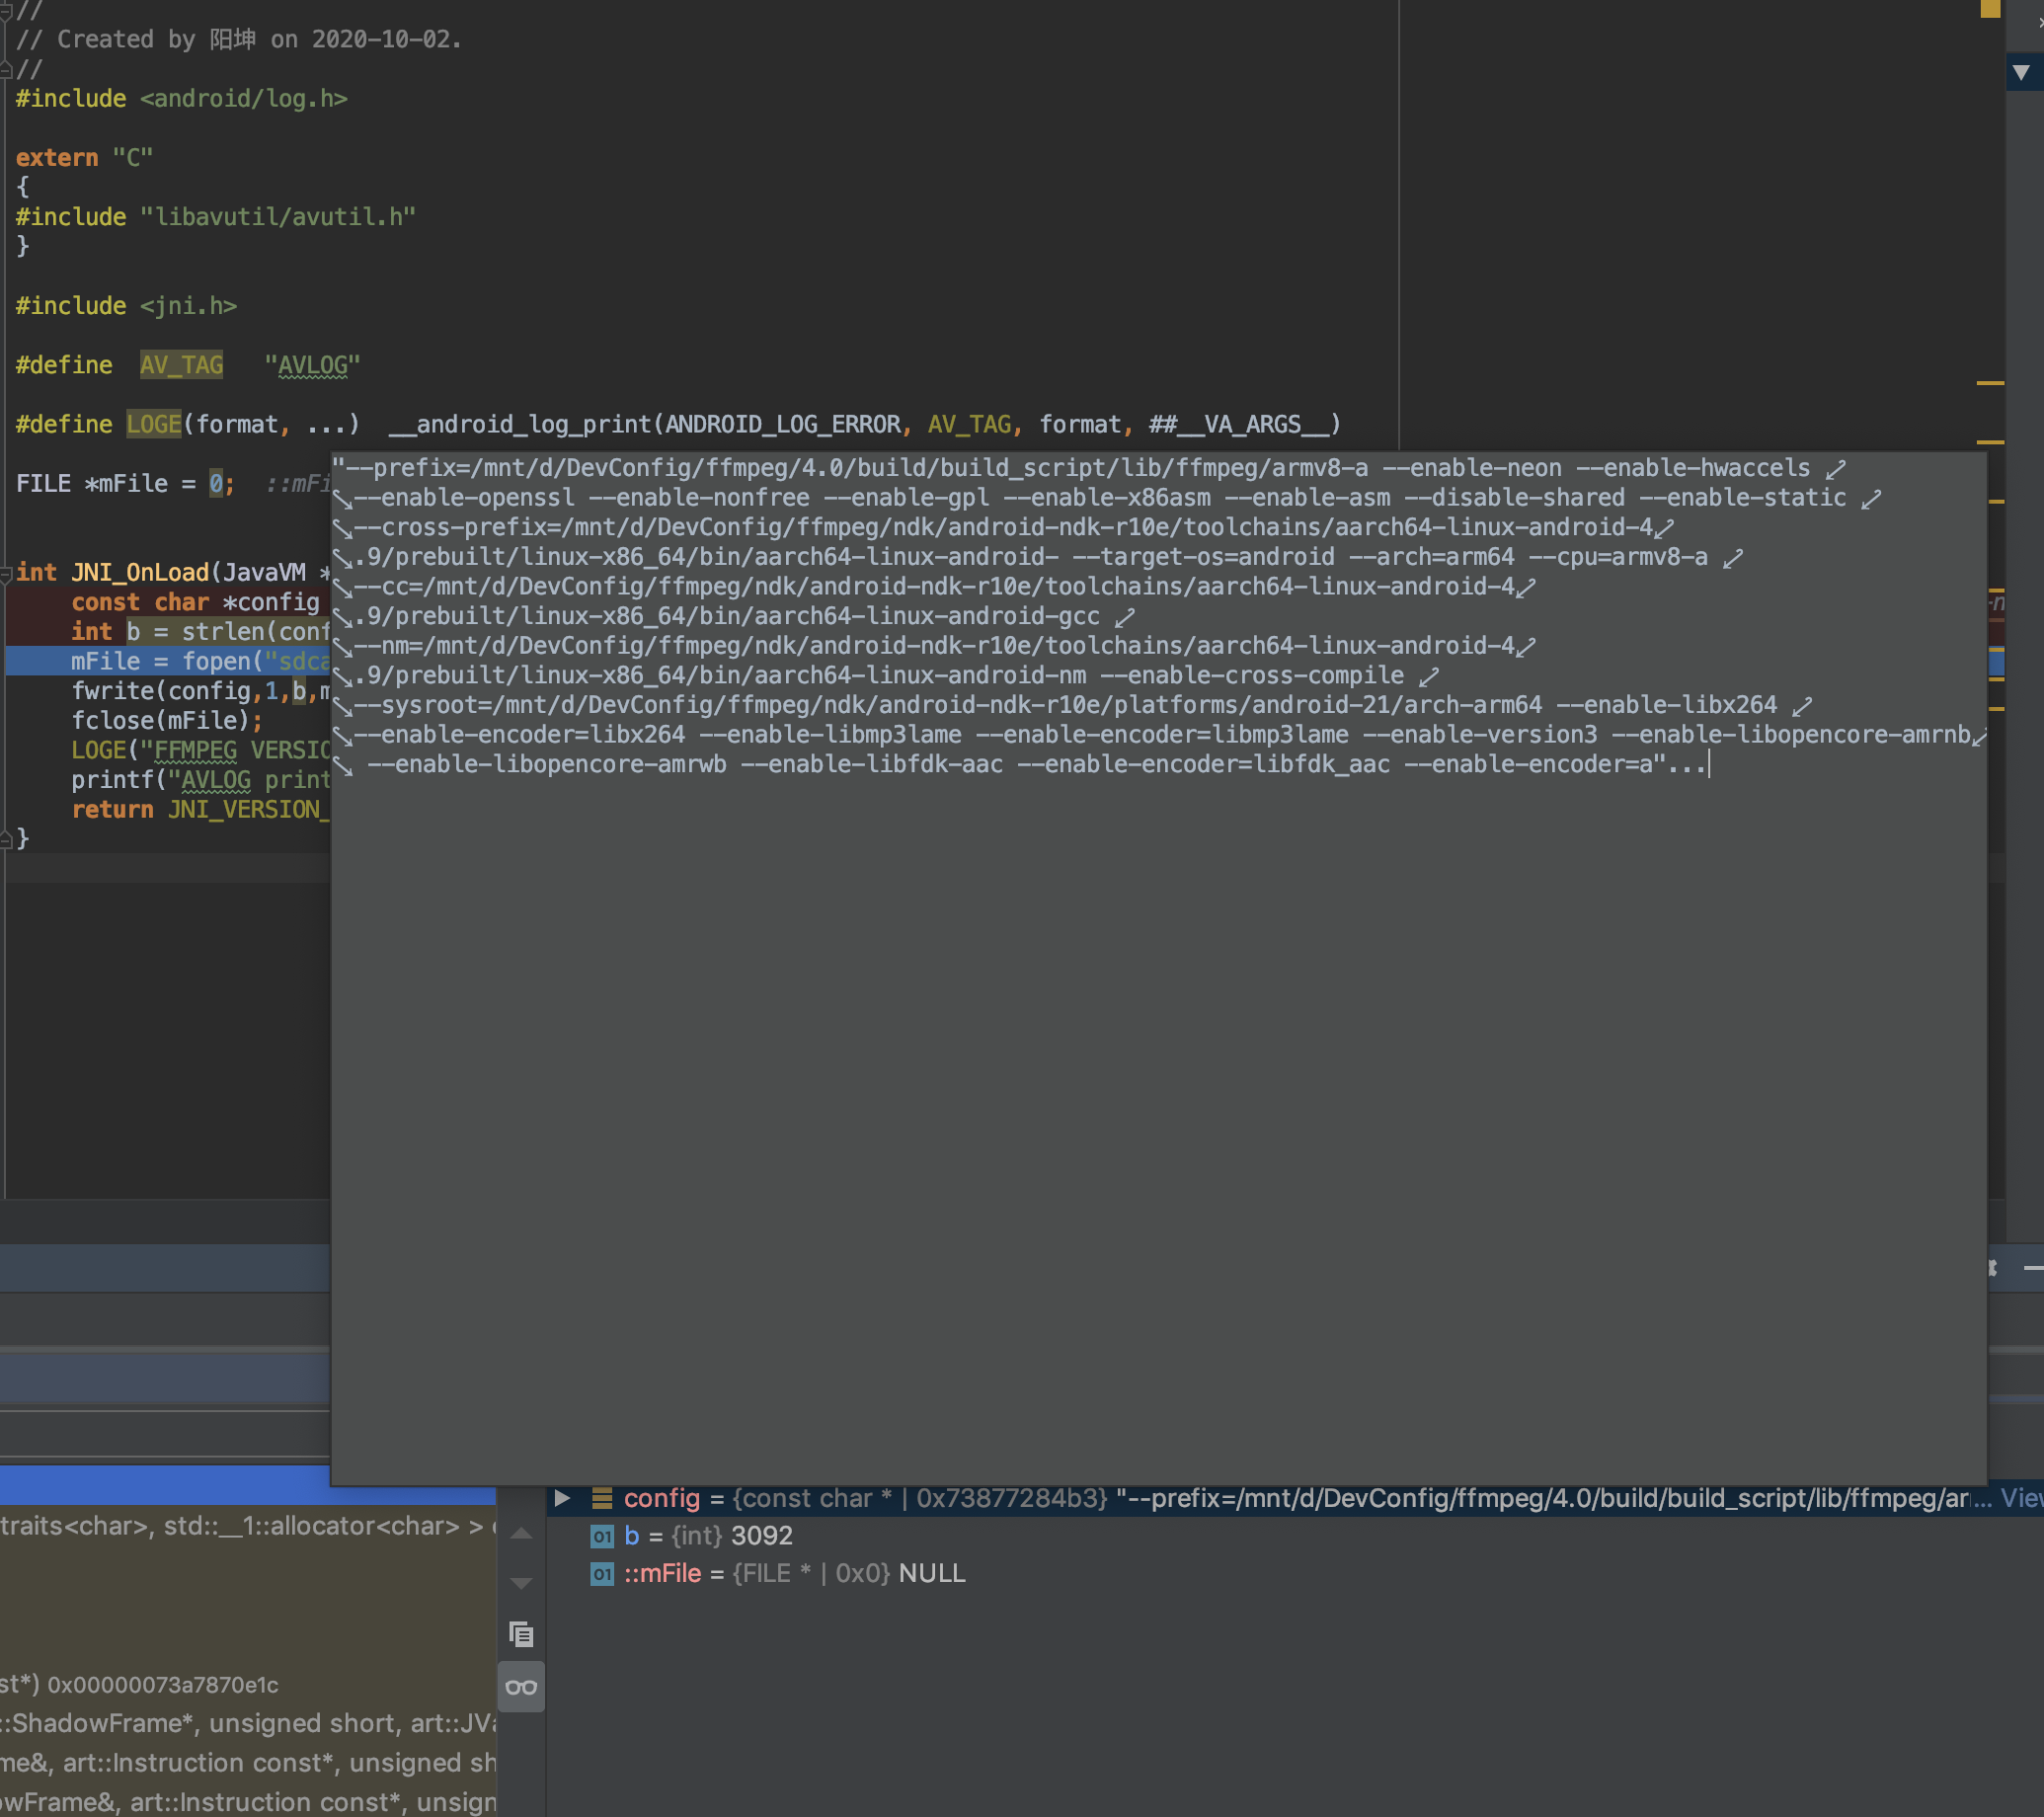 //
// Created by 阳坤 on 2020-10-02.
//
#include <android/log.h>
extern "C"
{
#include "libavutil/avutil.h"
}
#include <jni.h>
#define AV_TAG "AVLOG"
#define LOGE(format, ...) __android_log_print(ANDROID_LOG_ERROR, AV_TAG, format, ##__VA_ARGS__)
FILE *mFile = 0; ::mFi
int JNI_OnLoad(JavaVM *
const char *config
int b = strlen(conf
mFile = fopen("sdca
fwrite(config,1,b,m
fclose(mFile);
LOGE("FFMPEG VERSIO
printf("AVLOG print
return JNI_VERSION_
}
"--prefix=/mnt/d/DevConfig/ffmpeg/4.0/build/build_script/lib/ffmpeg/armv8-a --enable-neon --enable-hwaccels
--enable-openssl --enable-nonfree --enable-gpl --enable-x86asm --enable-asm --disable-shared --enable-static
--cross-prefix=/mnt/d/DevConfig/ffmpeg/ndk/android-ndk-r10e/toolchains/aarch64-linux-android-4
.9/prebuilt/linux-x86_64/bin/aarch64-linux-android- --target-os=android --arch=arm64 --cpu=armv8-a
--cc=/mnt/d/DevConfig/ffmpeg/ndk/android-ndk-r10e/toolchains/aarch64-linux-android-4
.9/prebuilt/linux-x86_64/bin/aarch64-linux-android-gcc
--nm=/mnt/d/DevConfig/ffmpeg/ndk/android-ndk-r10e/toolchains/aarch64-linux-android-4
.9/prebuilt/linux-x86_64/bin/aarch64-linux-android-nm --enable-cross-compile
--sysroot=/mnt/d/DevConfig/ffmpeg/ndk/android-ndk-r10e/platforms/android-21/arch-arm64 --enable-libx264
--enable-encoder=libx264 --enable-libmp3lame --enable-encoder=libmp3lame --enable-version3 --enable-libopencore-amrnb
--enable-libopencore-amrwb --enable-libfdk-aac --enable-encoder=libfdk_aac --enable-encoder=a"...
config = {const char * | 0x73877284b3} "--prefix=/mnt/d/DevConfig/ffmpeg/4.0/build/build_script/lib/ffmpeg/ar... View
b = {int} 3092
::mFile = {FILE * | 0x0} NULL
traits<char>, std::__1::allocator<char> > c
st*) 0x00000073a7870e1c
::ShadowFrame*, unsigned short, art::JVa
me&, art::Instruction const*, unsigned sh
owFrame&, art::Instruction const*, unsign